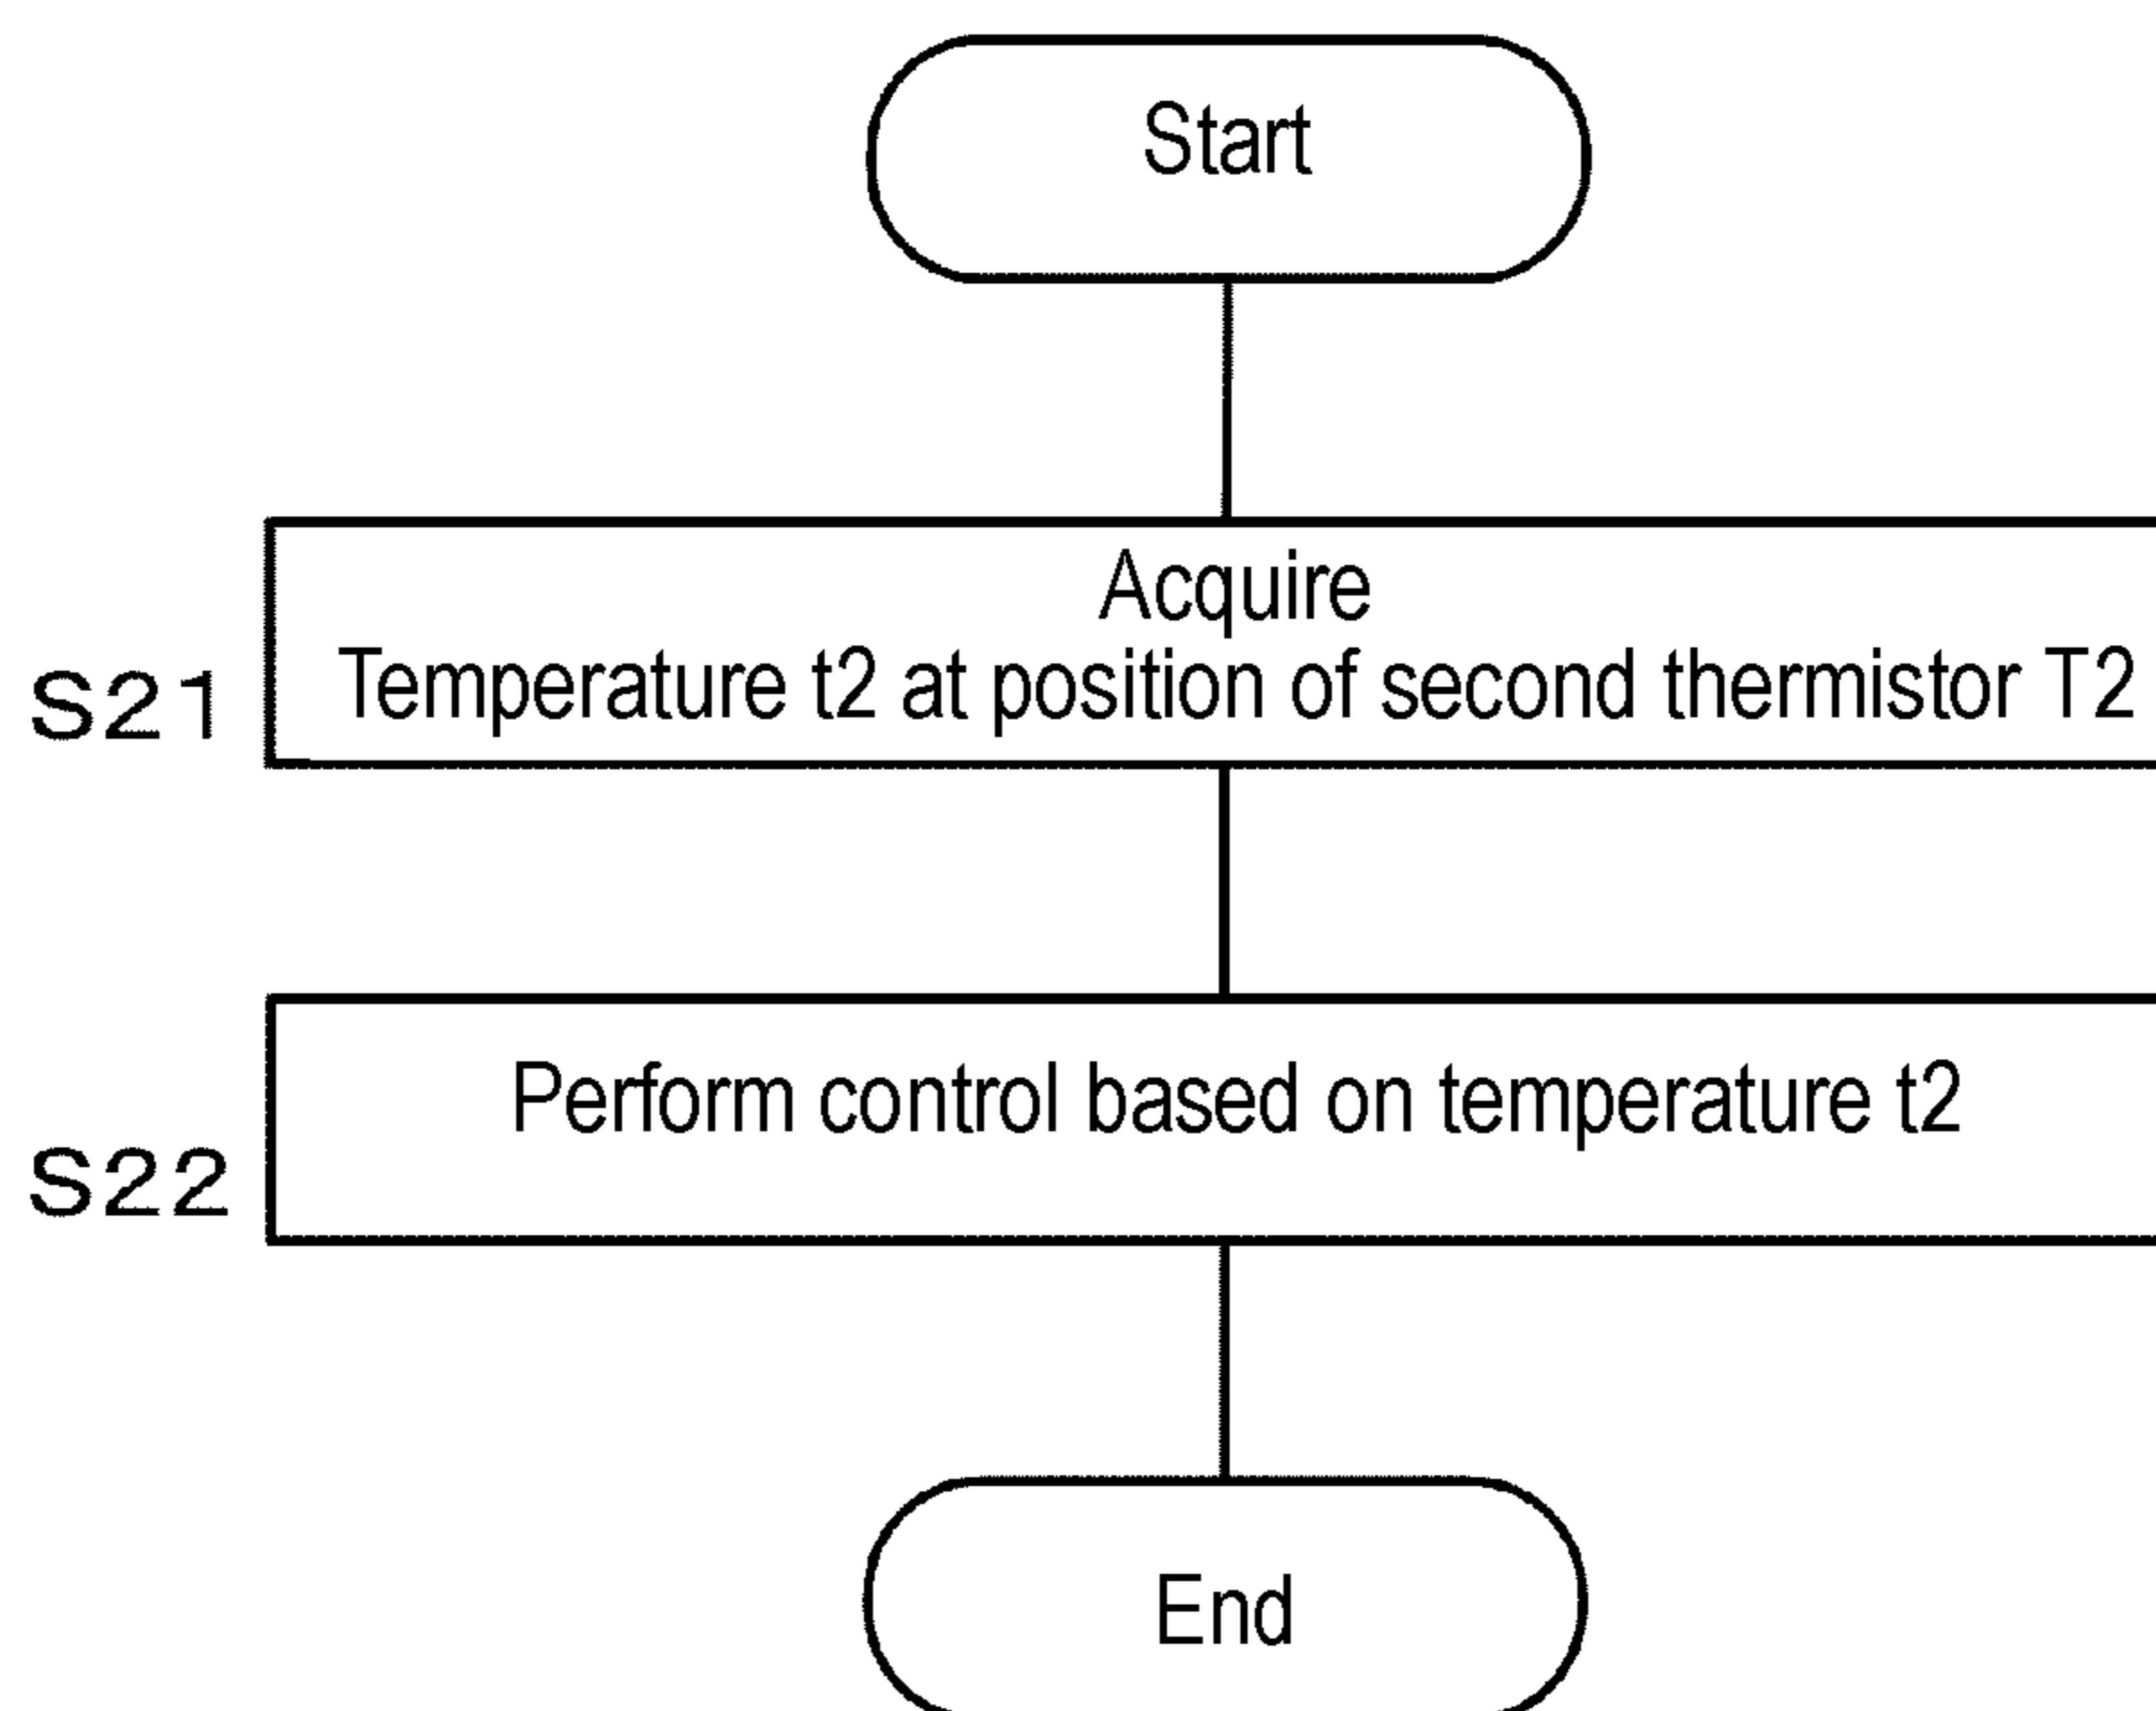 Start
Acquire
S21 Temperature t2 at position of second thermistor T2
Perform control based on temperature t2
S22
End